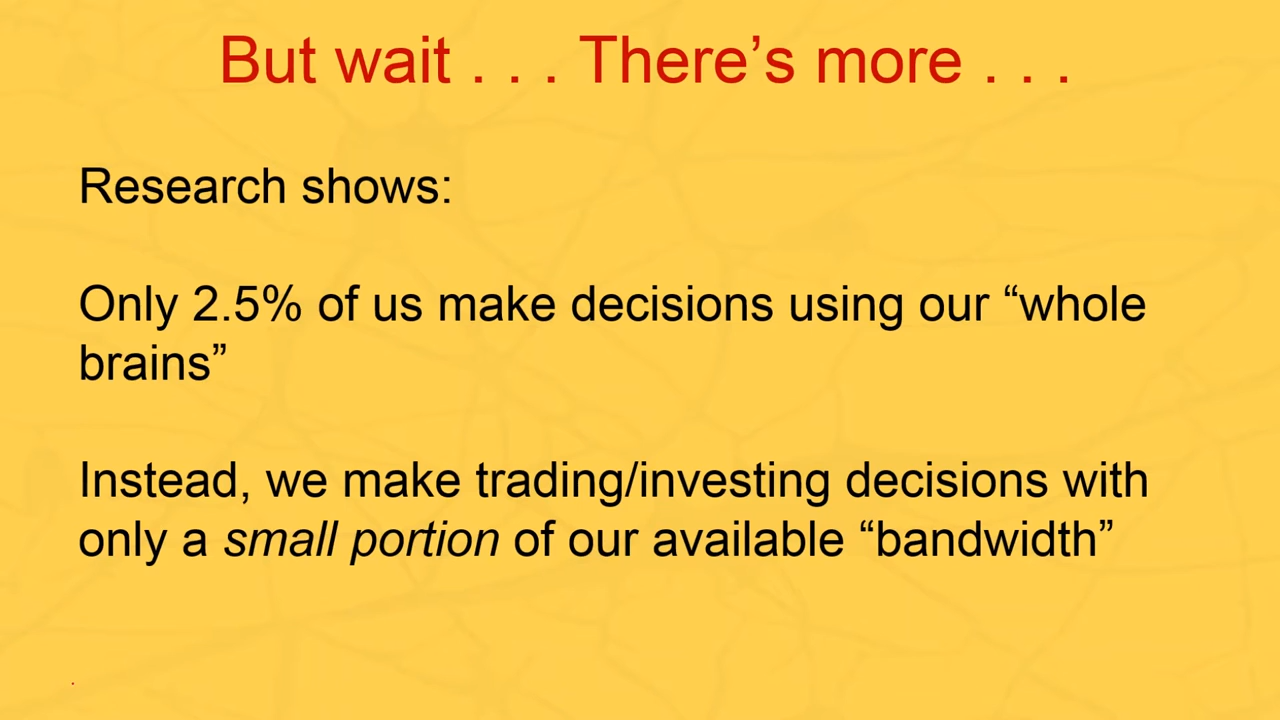 But wait . . . There’s more . . .
Research shows:
Only 2.5% of us make decisions using our “whole
brains”
Instead, we make trading/investing decisions with
only a small portion of our available “bandwidth”
.